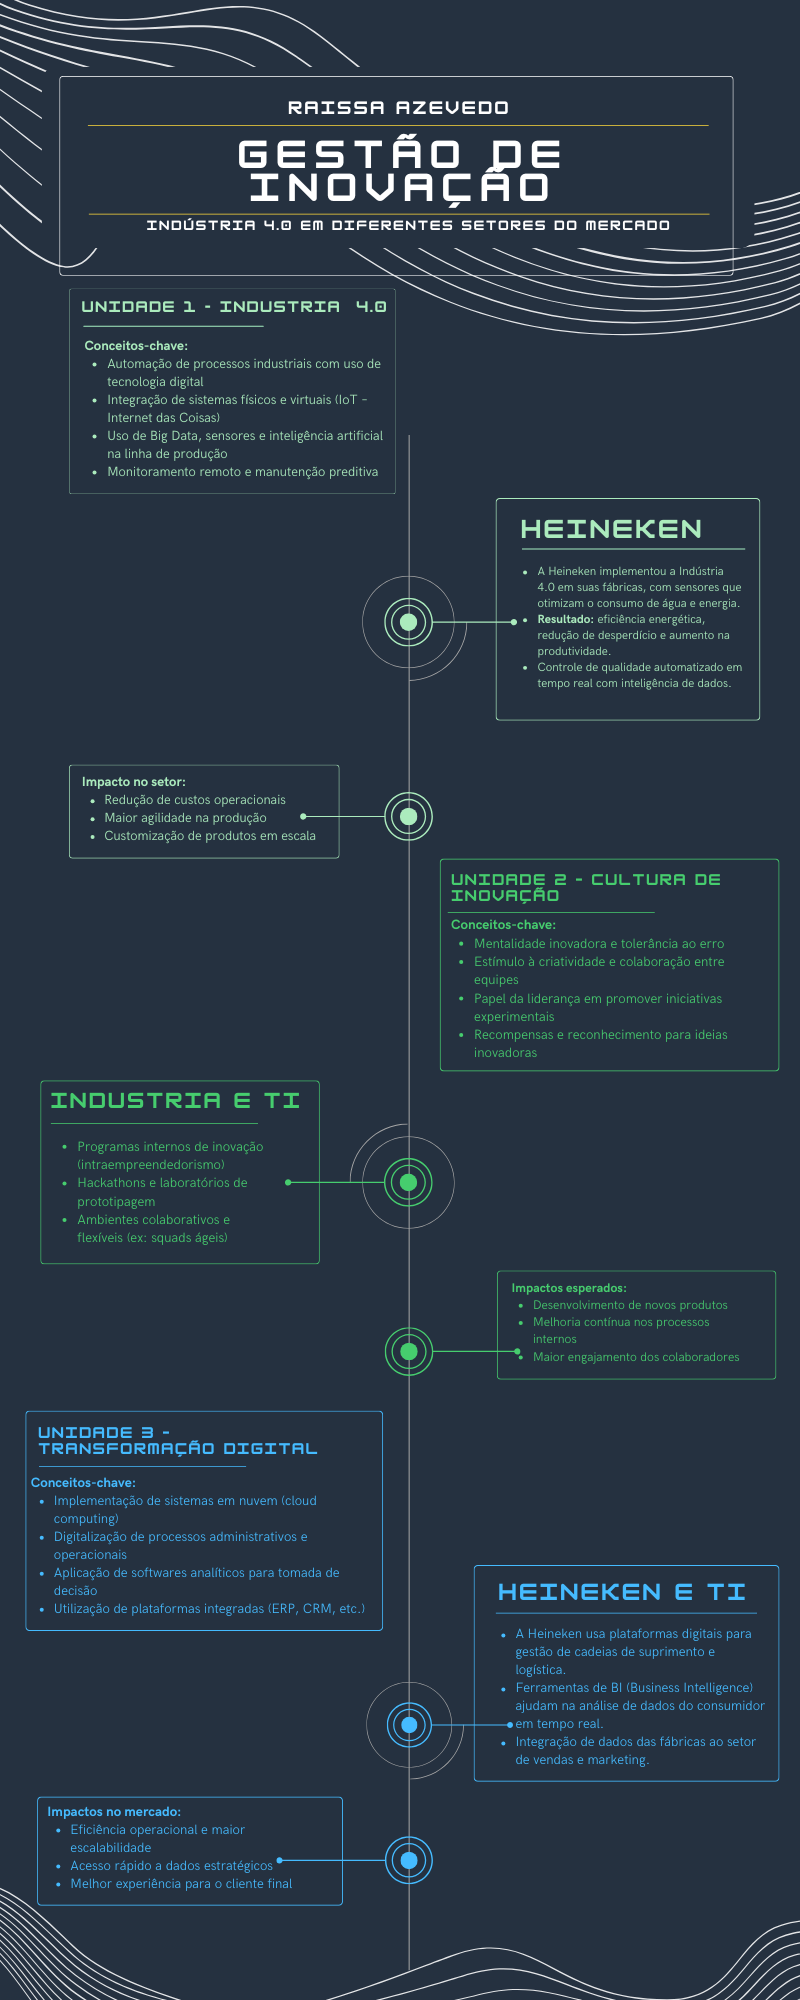 RAISSA AZEVEDO
GESTÃO DE
INOVAÇÃO
INDÚSTRIA 4.0 EM DIFERENTES SETORES DO MERCADO
UNIDADE 1 - INDUSTRIA 4.0
Conceitos-chave:
• Automação de processos industriais com uso de
tecnologia digital
• Integração de sistemas físicos e virtuais (IoT –
Internet das Coisas)
• Uso de Big Data, sensores e inteligência artificial
na linha de produção
• Monitoramento remoto e manutenção preditiva
HEINEKEN
• A Heineken implementou a Indústria
4.0 em suas fábricas, com sensores que
otimizam o consumo de água e energia.
• Resultado: eficiência energética,
redução de desperdício e aumento na
produtividade.
• Controle de qualidade automatizado em
tempo real com inteligência de dados.
Impacto no setor:
• Redução de custos operacionais
• Maior agilidade na produção
• Customização de produtos em escala
UNIDADE 2 - CULTURA DE
INOVAÇÃO
Conceitos-chave:
• Mentalidade inovadora e tolerância ao erro
• Estímulo à criatividade e colaboração entre
equipes
• Papel da liderança em promover iniciativas
experimentais
• Recompensas e reconhecimento para ideias
inovadoras
INDUSTRIA E TI
• Programas internos de inovação
(intraempreendedorismo)
• Hackathons e laboratórios de
prototipagem
• Ambientes colaborativos e
flexíveis (ex: squads ágeis)
Impactos esperados:
• Desenvolvimento de novos produtos
• Melhoria contínua nos processos
internos
• Maior engajamento dos colaboradores
UNIDADE 3 -
TRANSFORMAÇÃO DIGITAL
Conceitos-chave:
• Implementação de sistemas em nuvem (cloud
computing)
• Digitalização de processos administrativos e
operacionais
• Aplicação de softwares analíticos para tomada de
decisão
• Utilização de plataformas integradas (ERP, CRM, etc.)
HEINEKEN E TI
• A Heineken usa plataformas digitais para
gestão de cadeias de suprimento e
logística.
• Ferramentas de BI (Business Intelligence)
ajudam na análise de dados do consumidor
em tempo real.
• Integração de dados das fábricas ao setor
de vendas e marketing.
Impactos no mercado:
• Eficiência operacional e maior
escalabilidade
• Acesso rápido a dados estratégicos
• Melhor experiência para o cliente final